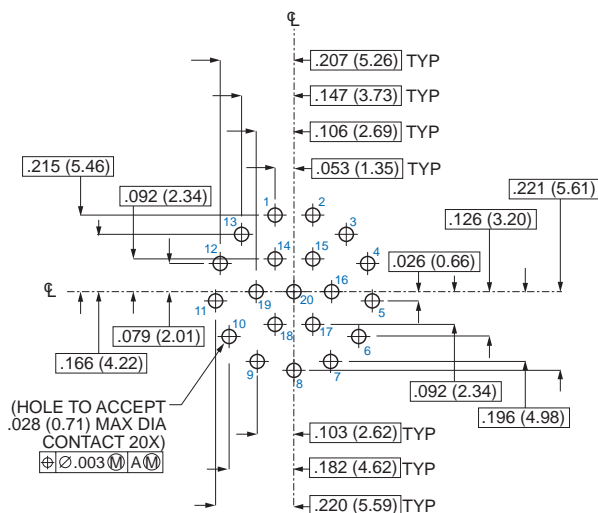 ℄
.207 (5.26) TYP
.147 (3.73) TYP
.106 (2.69) TYP
.053 (1.35) TYP
.215 (5.46)
.092 (2.34)
.221 (5.61)
.126 (3.20)
.026 (0.66)
1
2
13
3
14
15
12
4
℄
19
20
16
11
5
.079 (2.01)
10
18
17
6
.166 (4.22)
9
8
7
.092 (2.34)
.196 (4.98)
(HOLE TO ACCEPT
.028 (0.71) MAX DIA
CONTACT 20X)
⌖ ∅.003 Ⓜ A Ⓜ
.103 (2.62) TYP
.182 (4.62) TYP
.220 (5.59) TYP